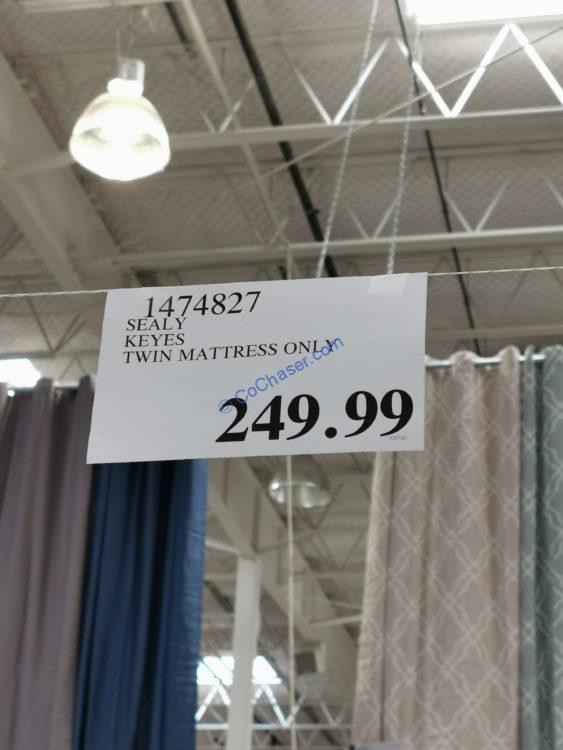 1474827
SEALY
KEYES
TWIN MATTRESS ONLY
© CoChaser.com
249.99